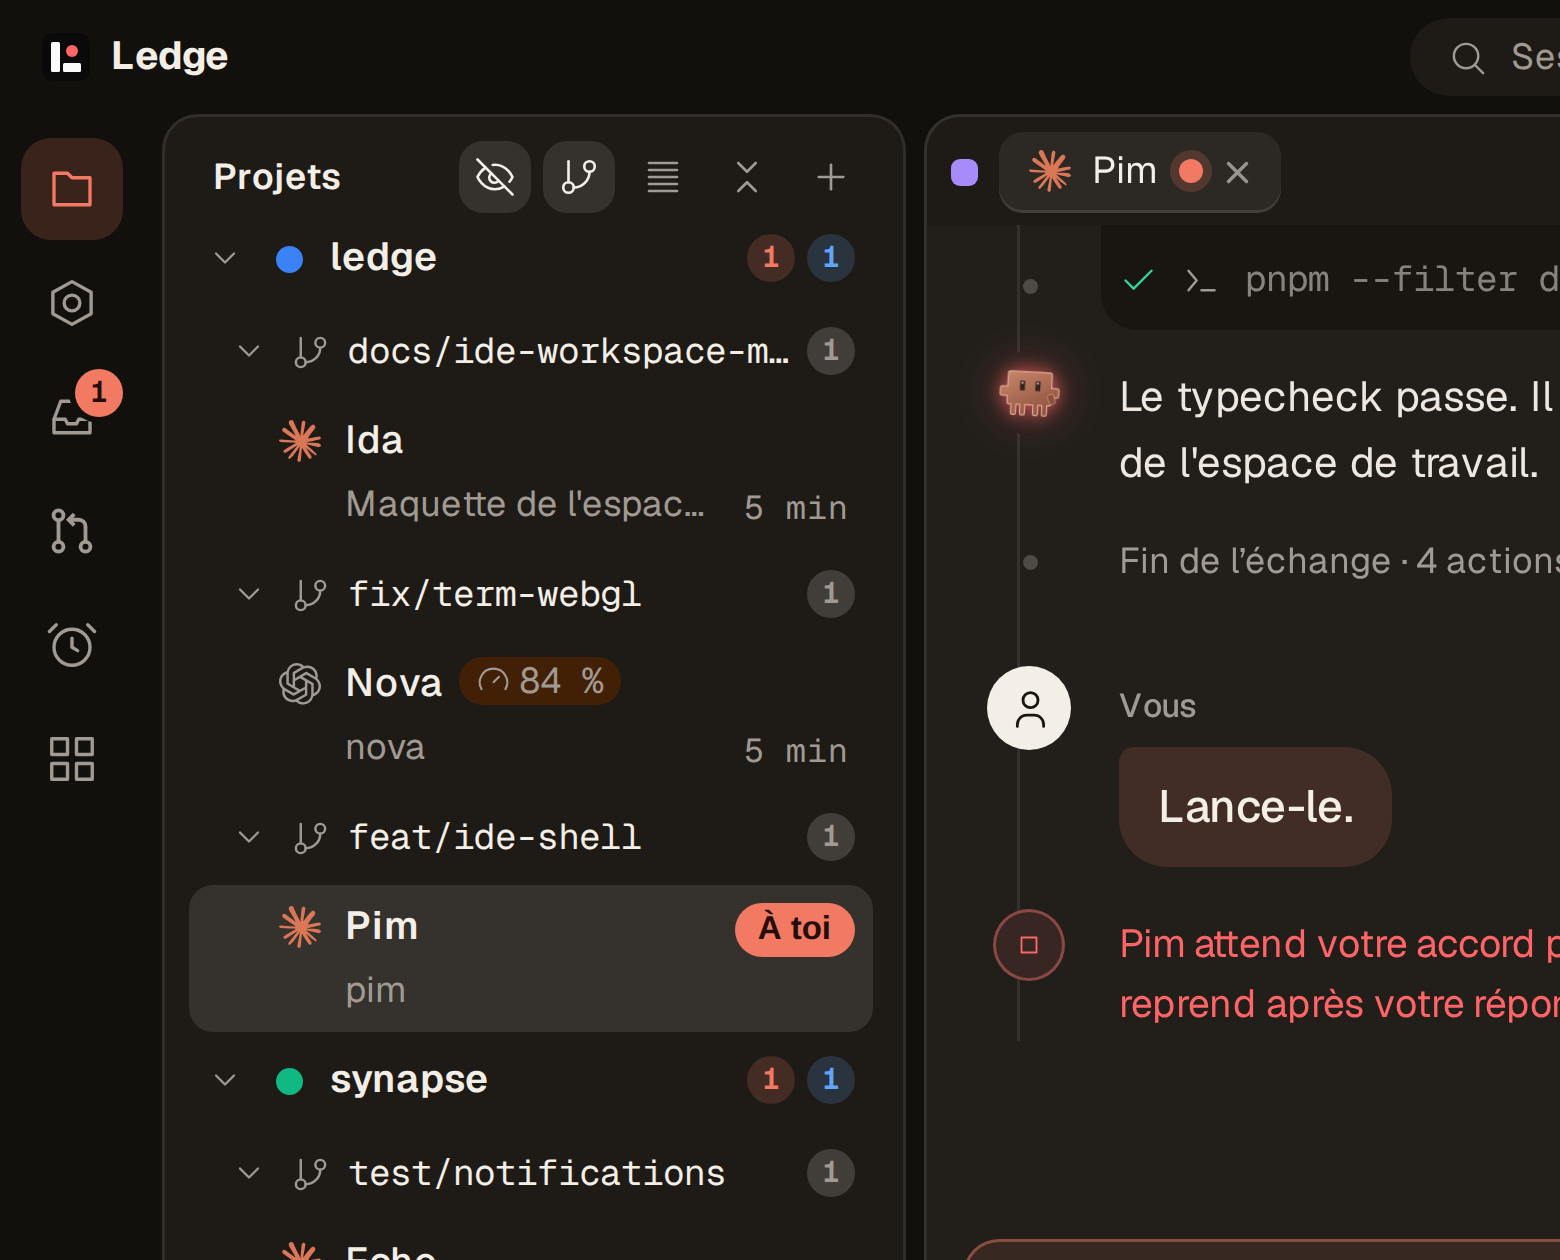 Ledge
Projets
ledge
1
1
docs/ide-workspace-m…
1
Ida
Maquette de l'espac…
5 min
fix/term-webgl
1
Nova
84 %
nova
5 min
feat/ide-shell
1
Pim
À toi
pim
synapse
1
1
test/notifications
1
1
Pim
pnpm --filter
Le typecheck passe. Il
de l'espace de travail.
Fin de l’échange · 4 actions
Vous
Lance-le.
Pim attend votre accord
reprend après votre